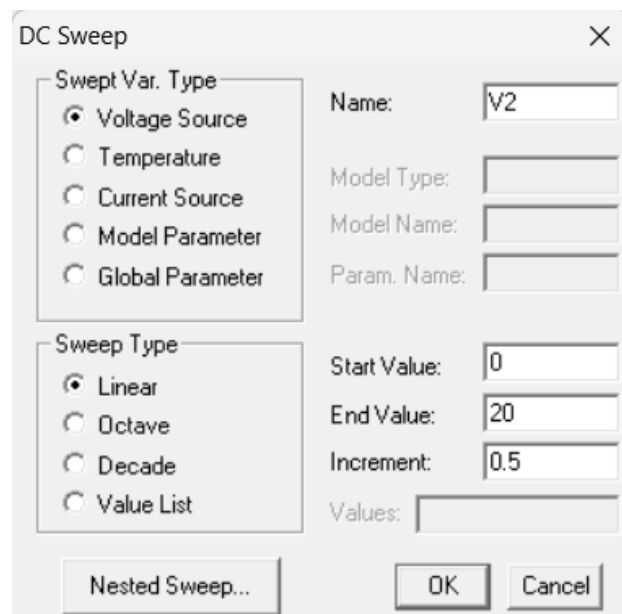 DC Sweep
Swept Var. Type
Voltage Source
Temperature
Current Source
Model Parameter
Global Parameter
Name: V2
Model Type:
Model Name:
Param. Name:
Sweep Type
Linear
Octave
Decade
Value List
Start Value: 0
End Value: 20
Increment: 0.5
Values:
Nested Sweep...
OK
Cancel